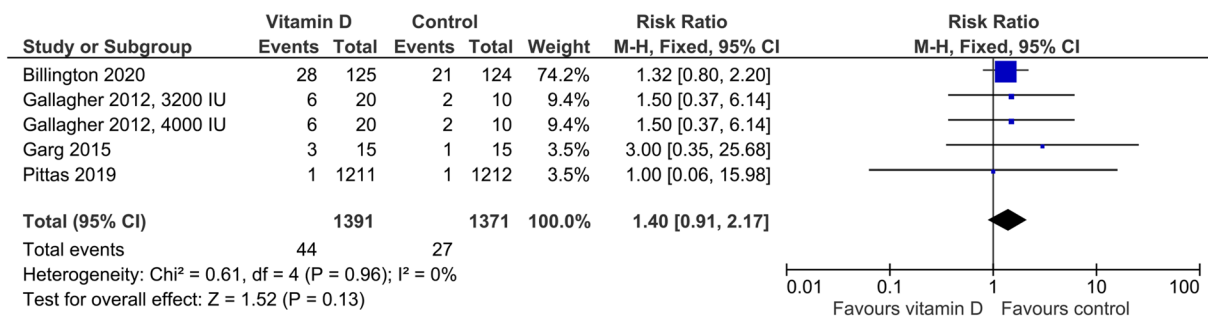 Vitamin D Control Risk Ratio Risk Ratio
Study or Subgroup Events Total Events Total Weight M-H, Fixed, 95% CI M-H, Fixed, 95% CI
Billington 2020 28 125 21 124 74.2% 1.32 [0.80, 2.20]
Gallagher 2012, 3200 IU 6 20 2 10 9.4% 1.50 [0.37, 6.14]
Gallagher 2012, 4000 IU 6 20 2 10 9.4% 1.50 [0.37, 6.14]
Garg 2015 3 15 1 15 3.5% 3.00 [0.35, 25.68]
Pittas 2019 1 1211 1 1212 3.5% 1.00 [0.06, 15.98]
Total (95% CI) 1391 1371 100.0% 1.40 [0.91, 2.17]
Total events 44 27
Heterogeneity: Chi² = 0.61, df = 4 (P = 0.96); I² = 0%
Test for overall effect: Z = 1.52 (P = 0.13)
0.01 0.1 1 10 100
Favours vitamin D Favours control